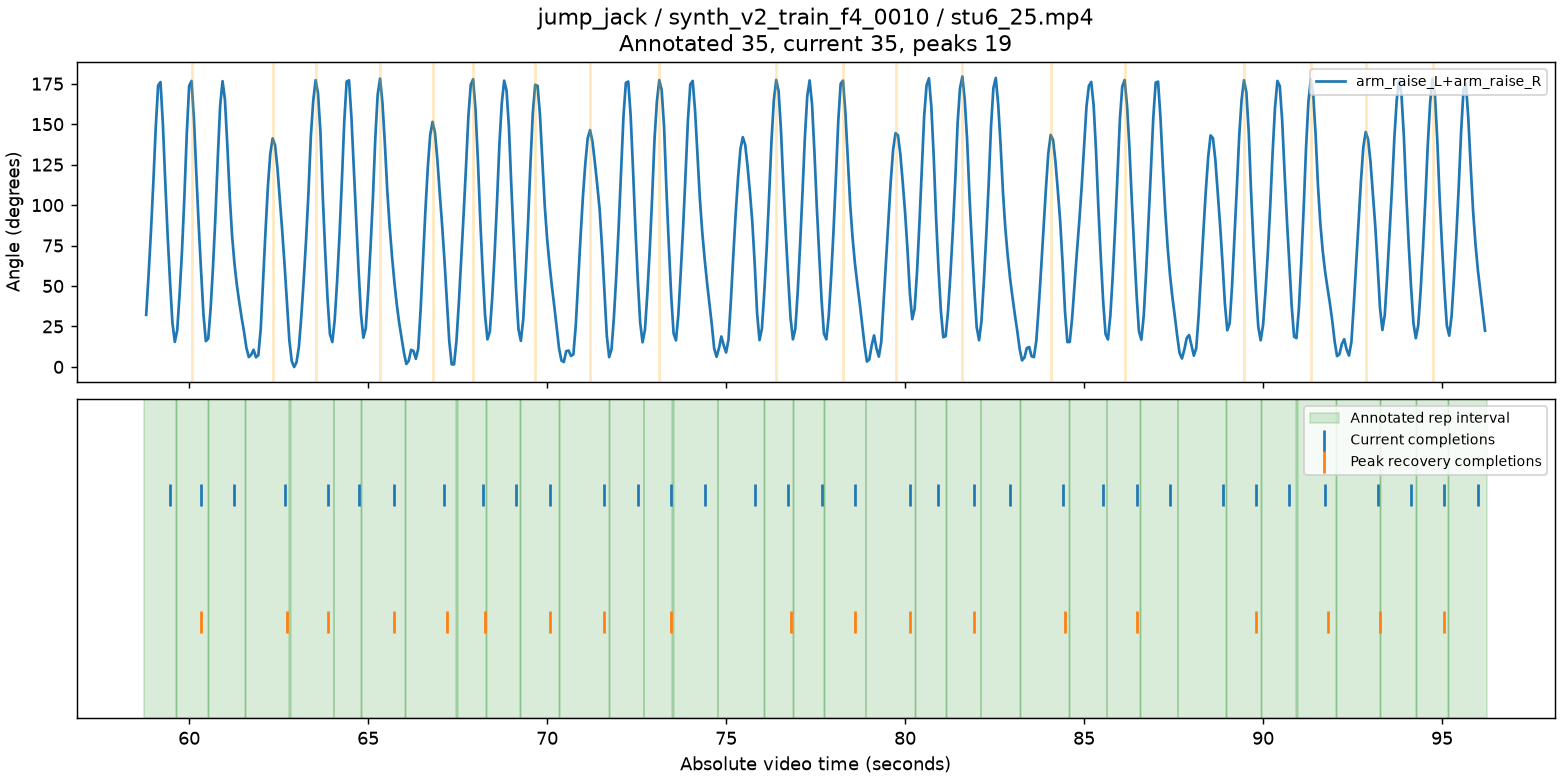 jump_jack / synth_v2_train_f4_0010 / stu6_25.mp4
Annotated 35, current 35, peaks 19
Angle (degrees)
175
150
125
100
75
50
25
0
arm_raise_L+arm_raise_R
Annotated rep interval
Current completions
Peak recovery completions
60
65
70
75
80
85
90
95
Absolute video time (seconds)